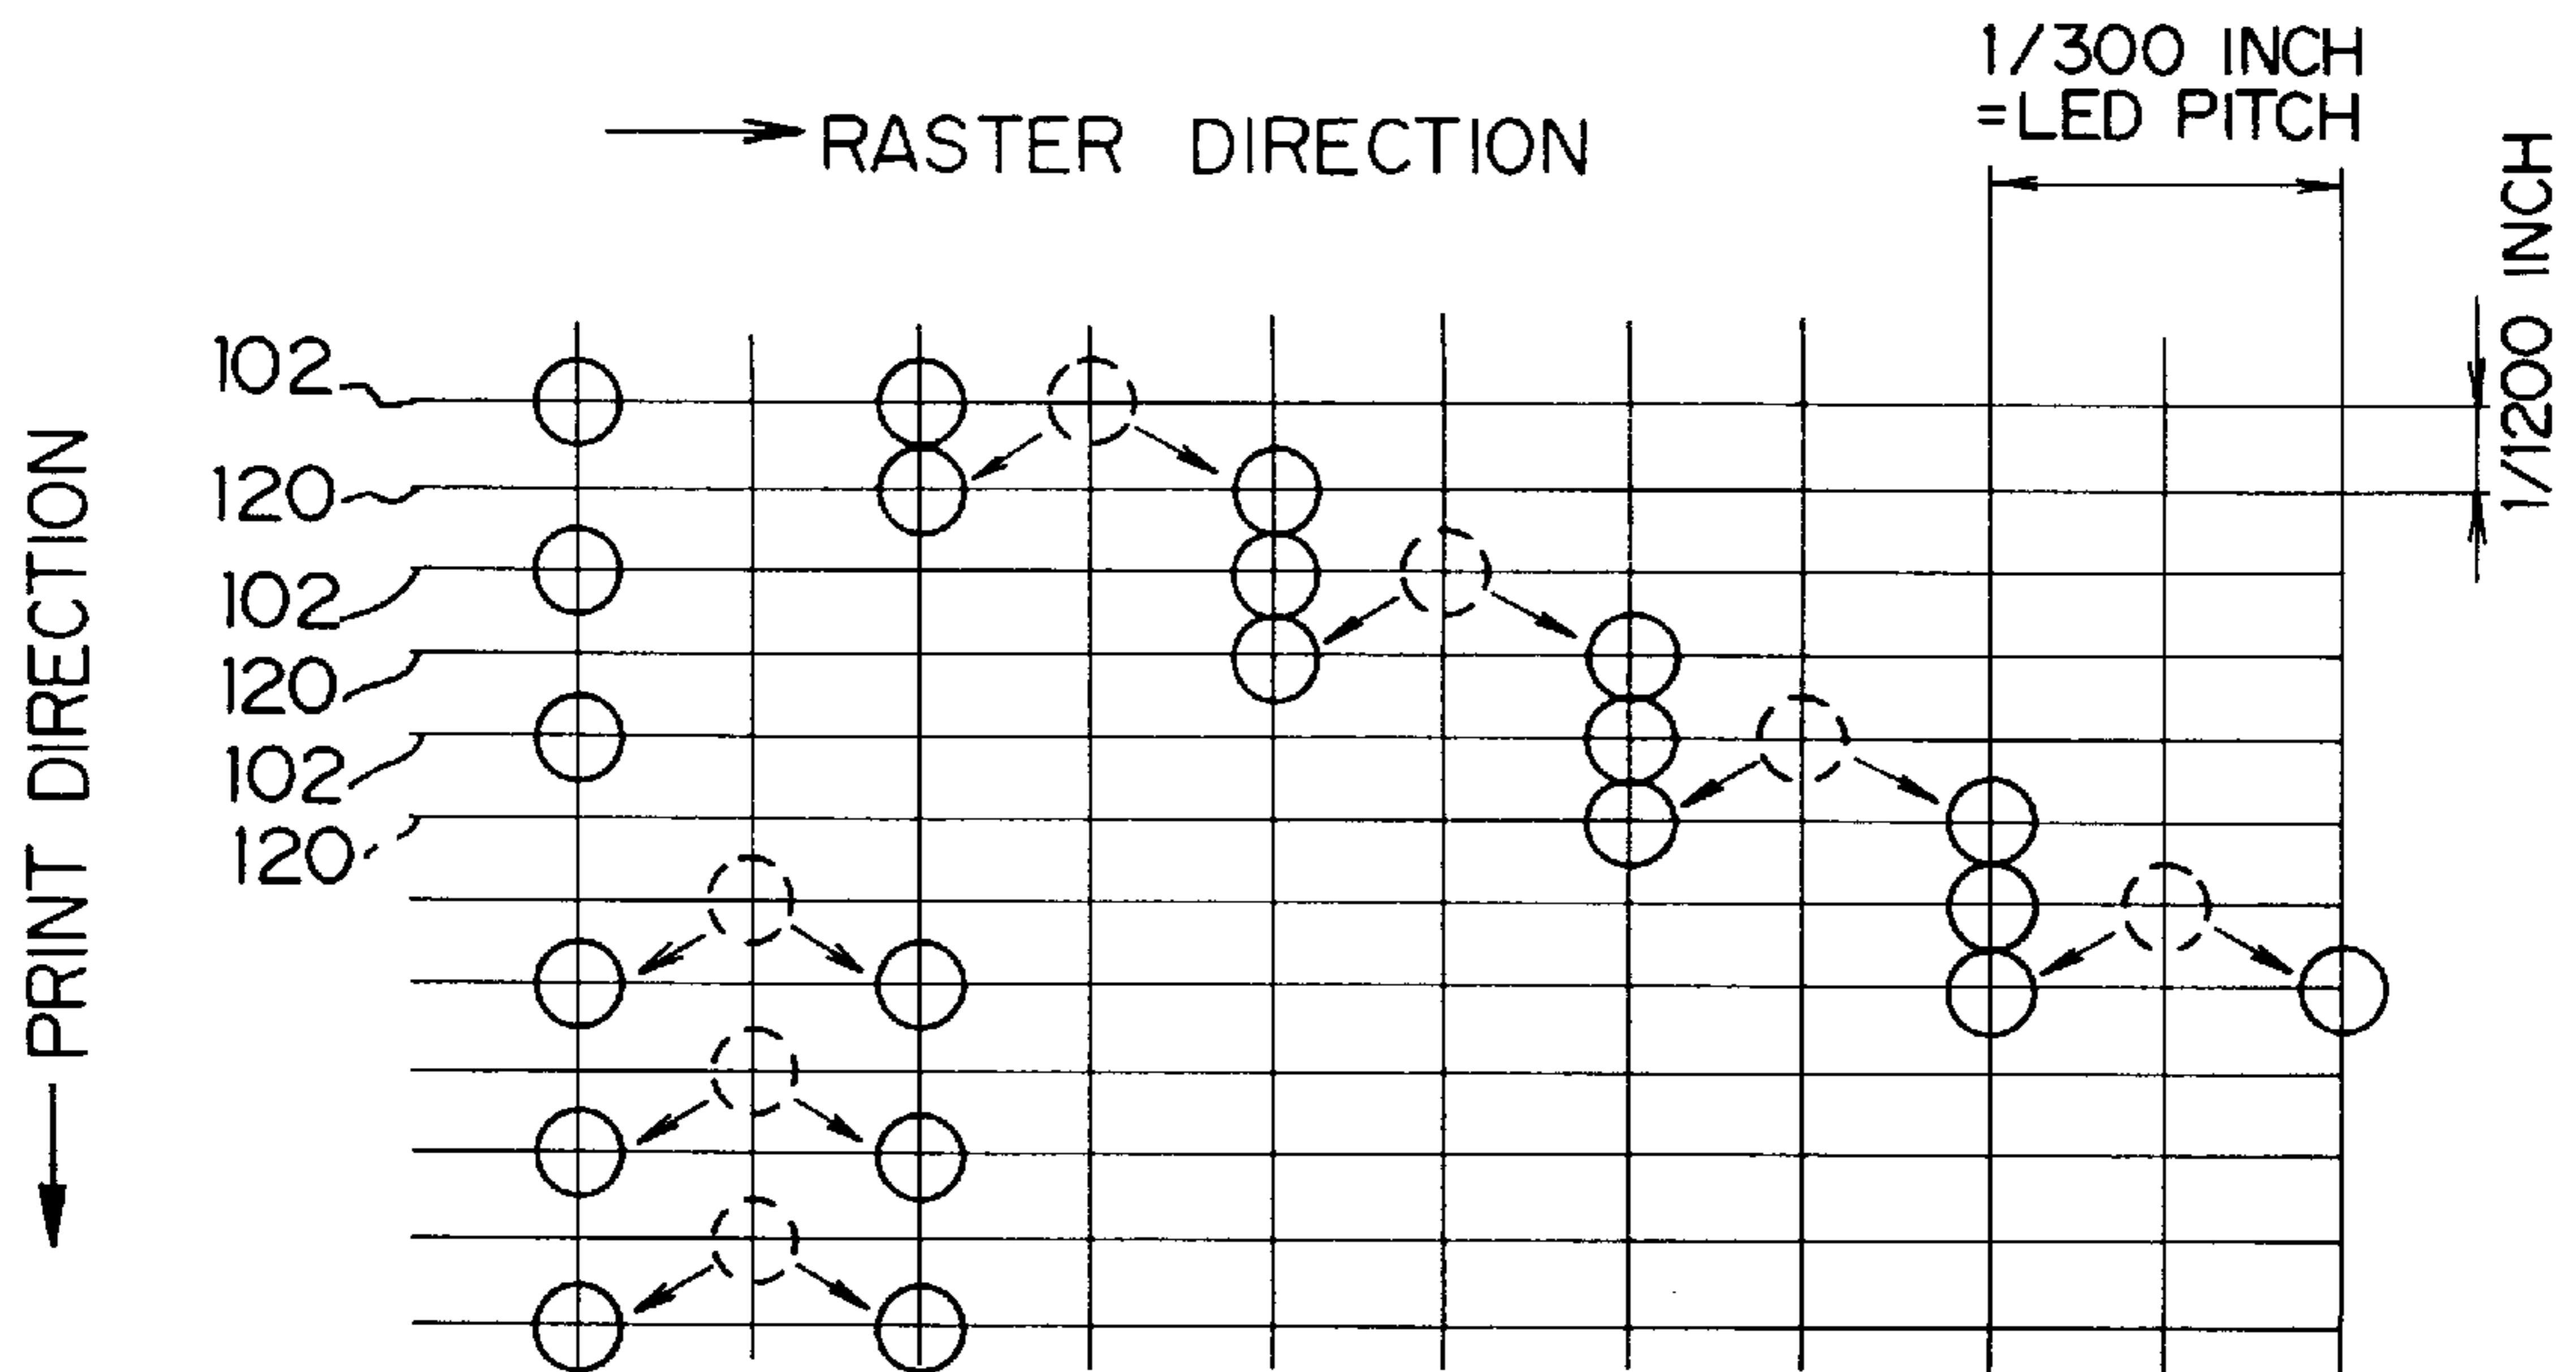 1/300 INCH
=LED PITCH
RASTER DIRECTION
1/1200 INCH
102
120
102
120
102
120
PRINT DIRECTION